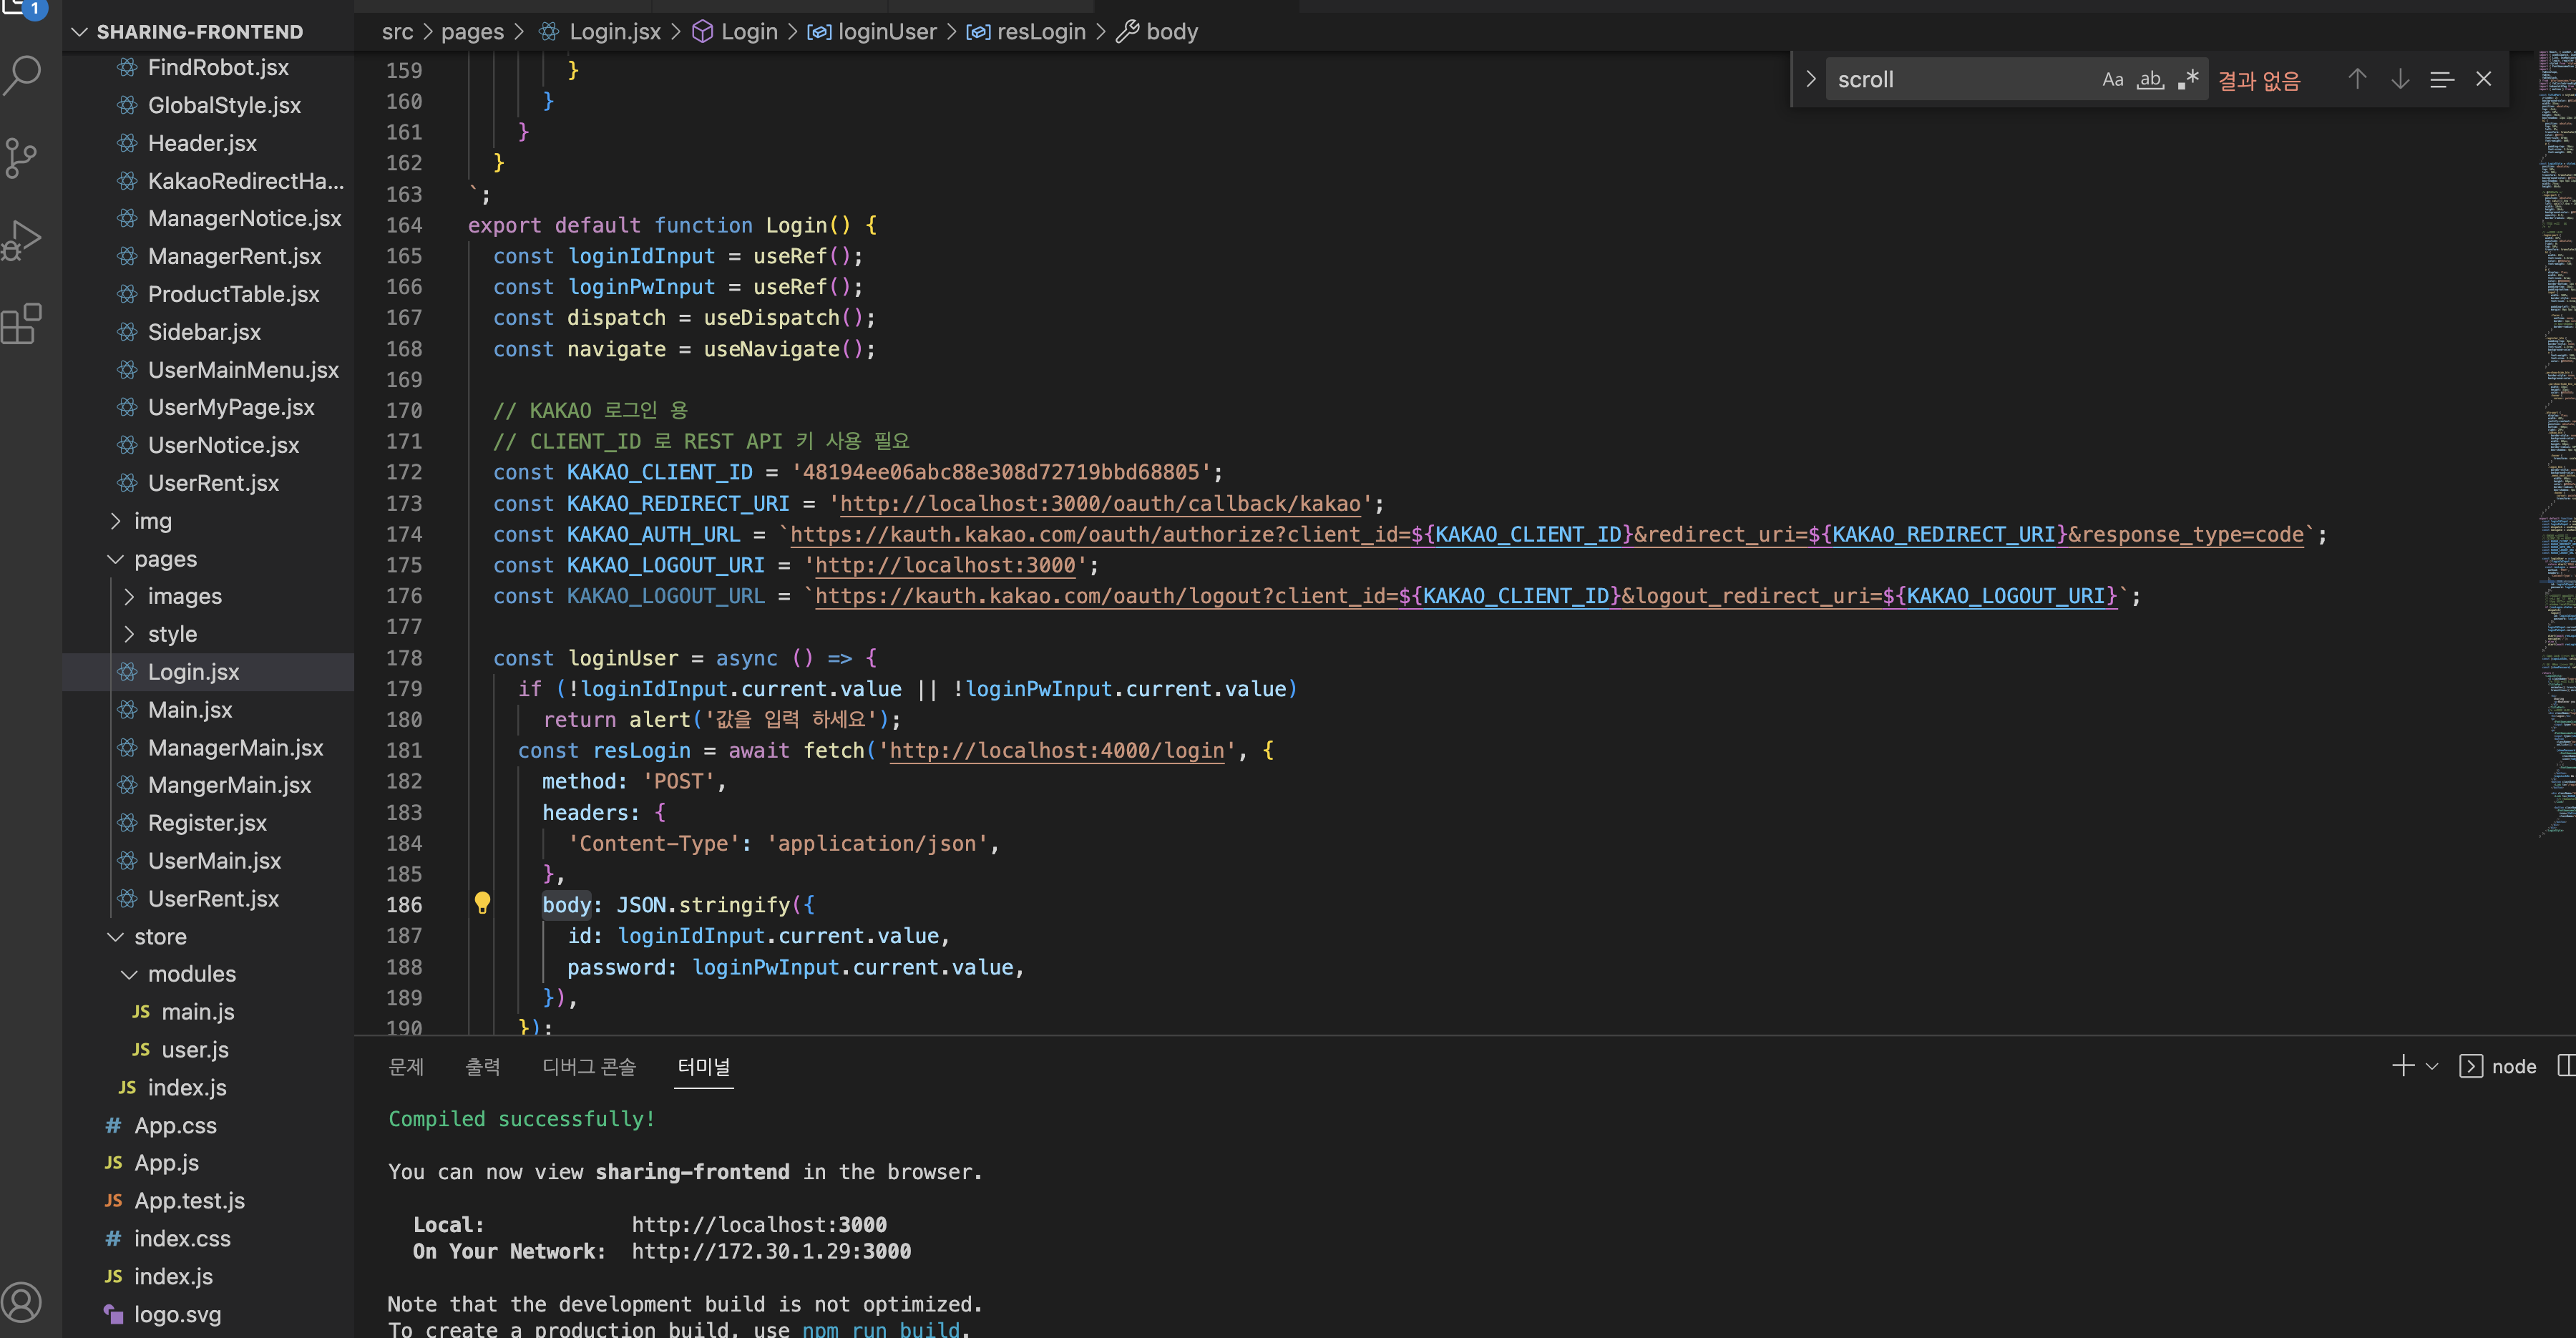 1
SHARING-FRONTEND
FindRobot.jsx
GlobalStyle.jsx
Header.jsx
KakaoRedirectHa...
ManagerNotice.jsx
ManagerRent.jsx
ProductTable.jsx
Sidebar.jsx
UserMainMenu.jsx
UserMyPage.jsx
UserNotice.jsx
UserRent.jsx
img
pages
images
style
Login.jsx
Main.jsx
ManagerMain.jsx
MangerMain.jsx
Register.jsx
UserMain.jsx
UserRent.jsx
store
modules
JS main.js
JS user.js
JS index.js
# App.css
JS App.js
JS App.test.js
# index.css
JS index.js
logo.svg
src > pages > Login.jsx > Login > loginUser > resLogin > body
scroll Aa ab .* 결과 없음
159 }
160 }
161 }
162 }
163 `;
164 export default function Login() {
165 const loginIdInput = useRef();
166 const loginPwInput = useRef();
167 const dispatch = useDispatch();
168 const navigate = useNavigate();
169
170 // KAKAO 로그인 용
171 // CLIENT_ID 로 REST API 키 사용 필요
172 const KAKAO_CLIENT_ID = '48194ee06abc88e308d72719bbd68805';
173 const KAKAO_REDIRECT_URI = 'http://localhost:3000/oauth/callback/kakao';
174 const KAKAO_AUTH_URL = `https://kauth.kakao.com/oauth/authorize?client_id=${KAKAO_CLIENT_ID}&redirect_uri=${KAKAO_REDIRECT_URI}&response_type=code`;
175 const KAKAO_LOGOUT_URI = 'http://localhost:3000';
176 const KAKAO_LOGOUT_URL = `https://kauth.kakao.com/oauth/logout?client_id=${KAKAO_CLIENT_ID}&logout_redirect_uri=${KAKAO_LOGOUT_URI}`;
177
178 const loginUser = async () => {
179 if (!loginIdInput.current.value || !loginPwInput.current.value)
180 return alert('값을 입력 하세요');
181 const resLogin = await fetch('http://localhost:4000/login', {
182 method: 'POST',
183 headers: {
184 'Content-Type': 'application/json',
185 },
186 body: JSON.stringify({
187 id: loginIdInput.current.value,
188 password: loginPwInput.current.value,
189 }),
190 });
문제 출력 디버그 콘솔 터미널
node
Compiled successfully!
You can now view sharing-frontend in the browser.
Local: http://localhost:3000
On Your Network: http://172.30.1.29:3000
Note that the development build is not optimized.
To create a production build, use npm run build.